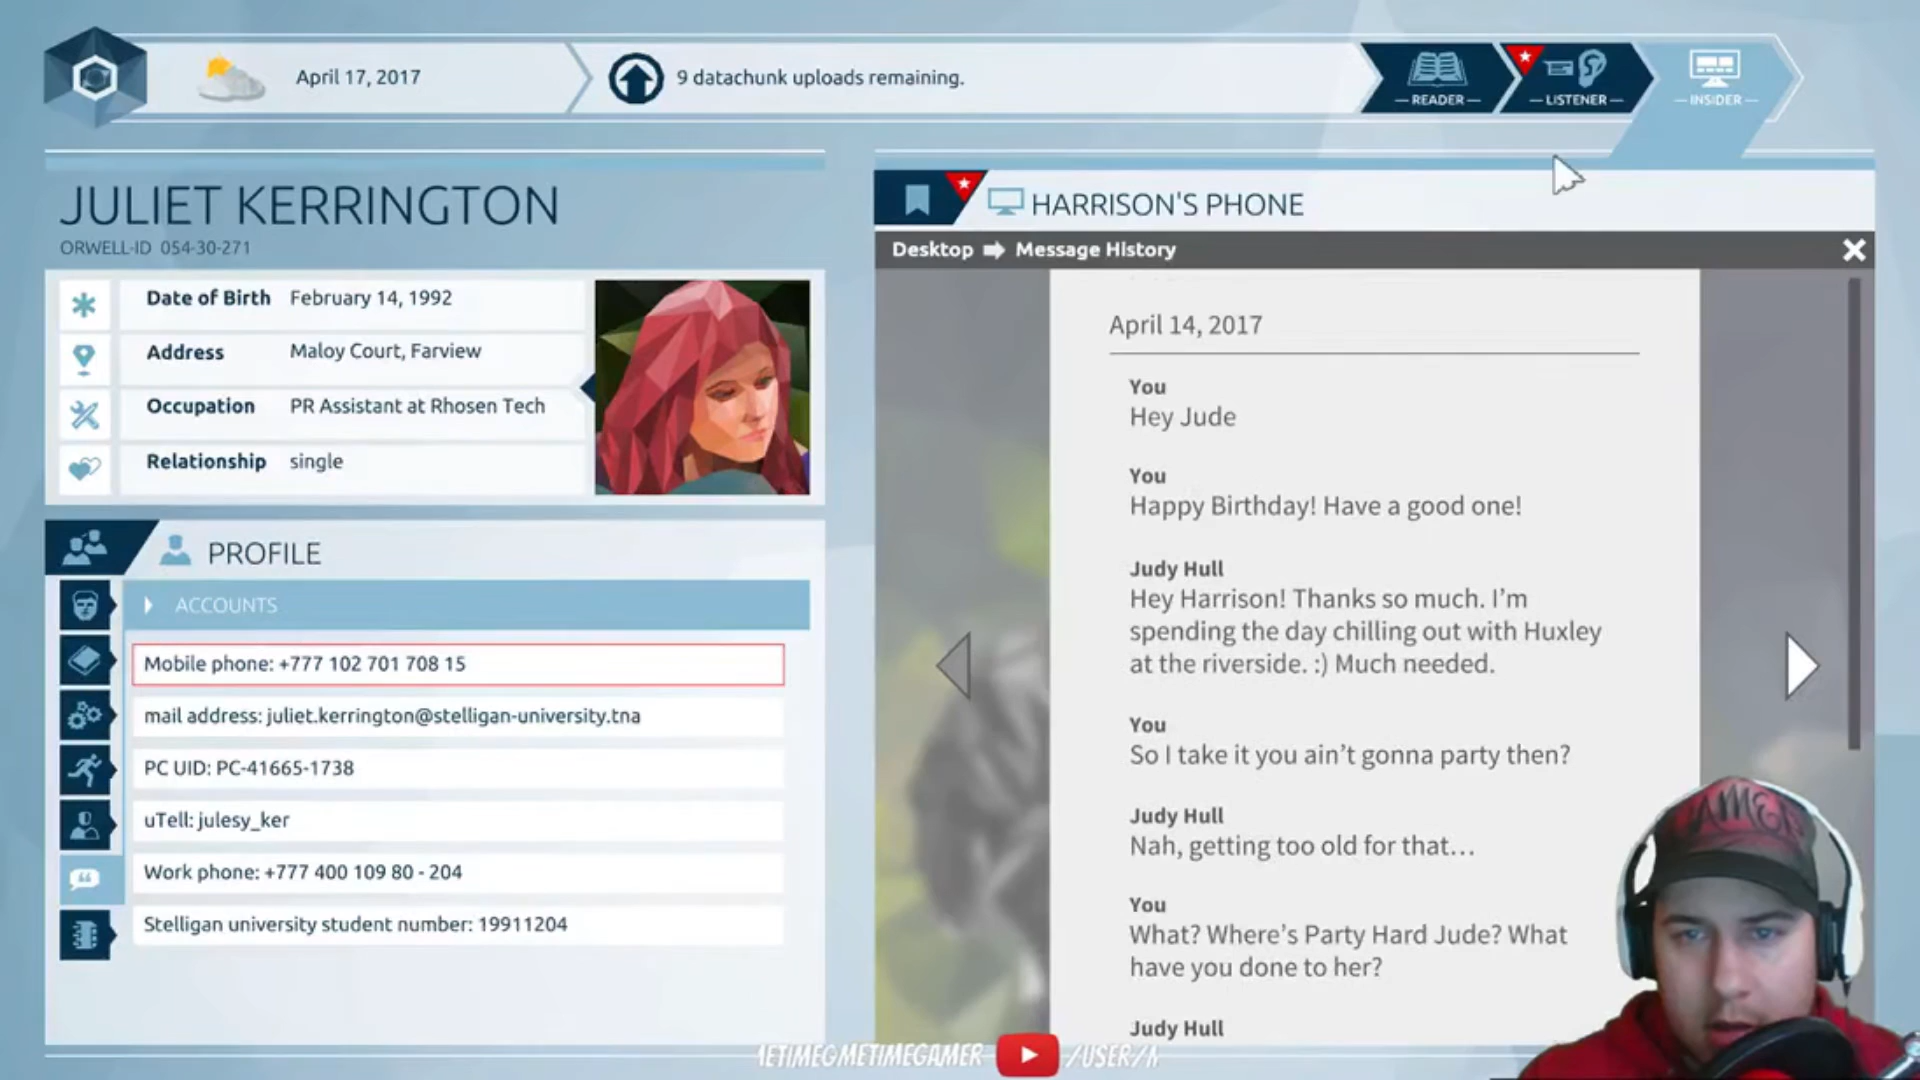 April 17, 2017
9 datachunk uploads remaining.
READER
LISTENER
INSIDER
JULIET KERRINGTON
ORWELL-ID 054-30-271
Date of Birth February 14, 1992
Address Maloy Court, Farview
Occupation PR Assistant at Rhosen Tech
Relationship single
PROFILE
ACCOUNTS
Mobile phone: +777 102 701 708 15
mail address: juliet.kerrington@stelligan-university.tna
PC UID: PC-41665-1738
uTell: julesy_ker
Work phone: +777 400 109 80 - 204
Stelligan university student number: 19911204
HARRISON'S PHONE
Desktop Message History
April 14, 2017
You
Hey Jude
You
Happy Birthday! Have a good one!
Judy Hull
Hey Harrison! Thanks so much. I'm
spending the day chilling out with Huxley
at the riverside. :) Much needed.
You
So I take it you ain't gonna party then?
Judy Hull
Nah, getting too old for that...
You
What? Where's Party Hard Jude? What
have you done to her?
Judy Hull
METIMEGAMER /USER/